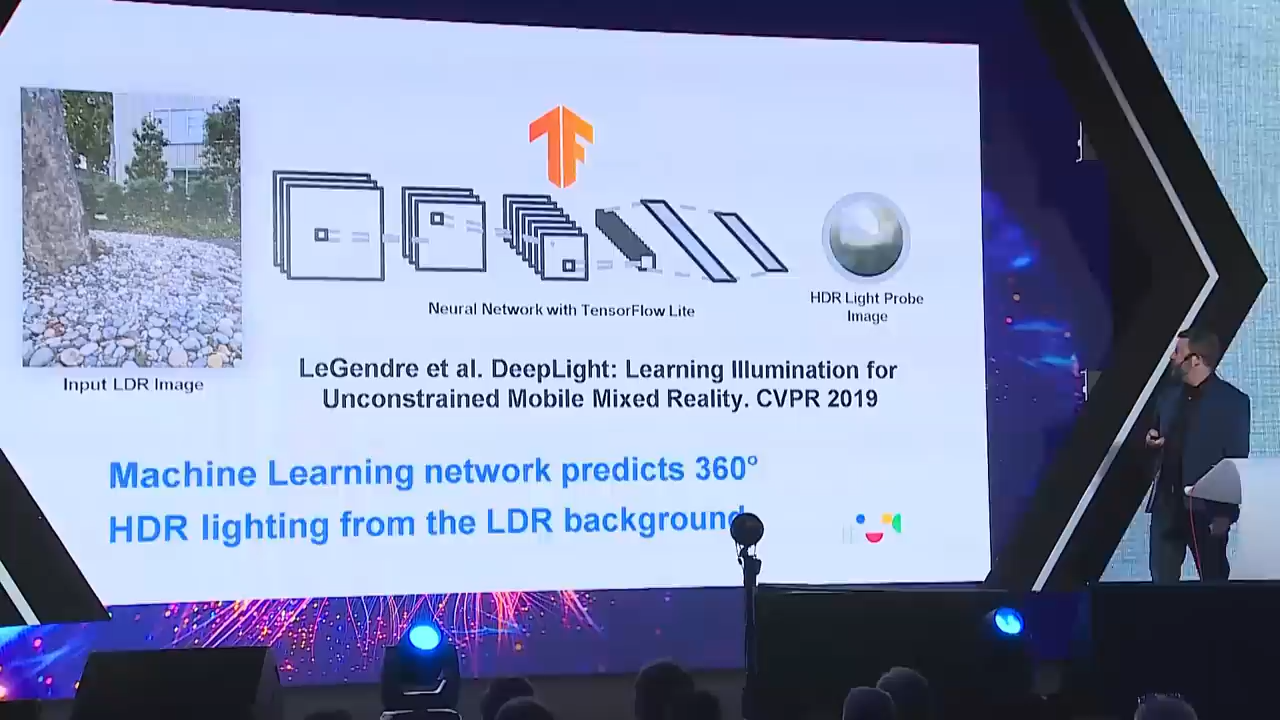 Input LDR Image
Neural Network with TensorFlow Lite
HDR Light Probe
Image
LeGendre et al. DeepLight: Learning Illumination for
Unconstrained Mobile Mixed Reality. CVPR 2019
Machine Learning network predicts 360°
HDR lighting from the LDR background